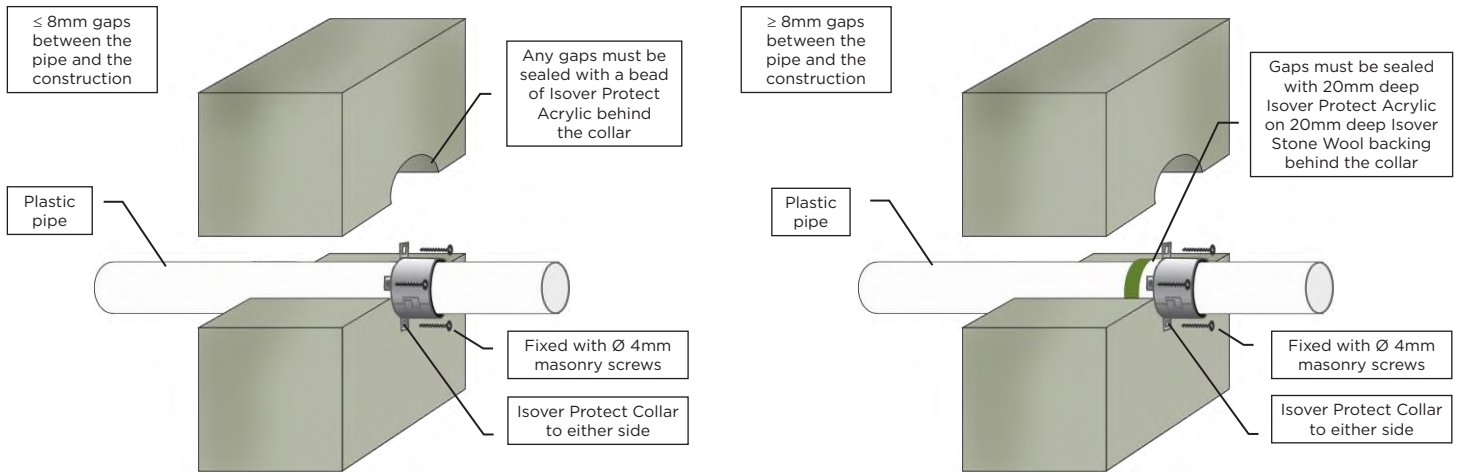 ≤ 8mm gaps
between the
pipe and the
construction
Any gaps must be
sealed with a bead
of Isover Protect
Acrylic behind
the collar
Plastic
pipe
Fixed with Ø 4mm
masonry screws
Isover Protect Collar
to either side
≥ 8mm gaps
between the
pipe and the
construction
Gaps must be sealed
with 20mm deep
Isover Protect Acrylic
on 20mm deep Isover
Stone Wool backing
behind the collar
Plastic
pipe
Fixed with Ø 4mm
masonry screws
Isover Protect Collar
to either side